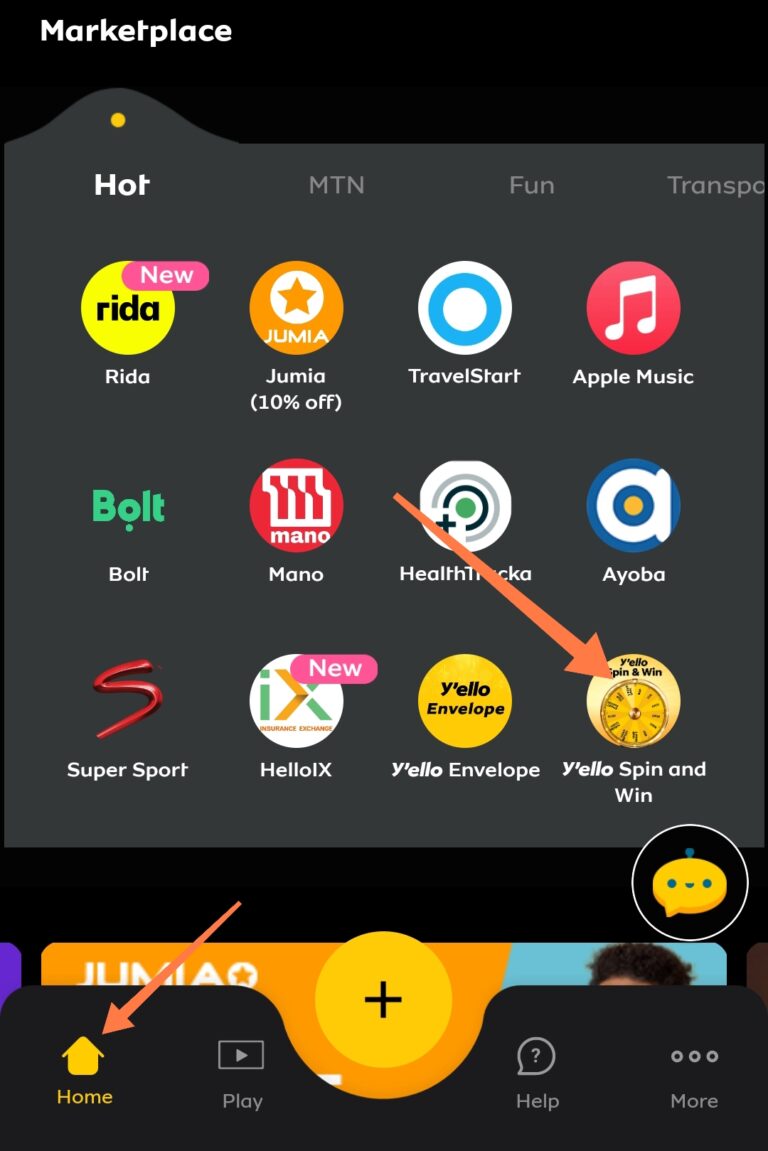 Marketplace
Hot MTN Fun Transpo
New
rida
JUMIA
Rida
Jumia
(10% off)
TravelStart
Apple Music
Bolt
mano
Bolt
Mano
HealthTracka
Ayoba
New
iX
INSURANCE EXCHANGE
y'ello
Envelope
y'ello
Spin & Win
Super Sport
HelloIX
y'ello Envelope
y'ello Spin and
Win
JUMIA
+
Home
Play
?
Help
More